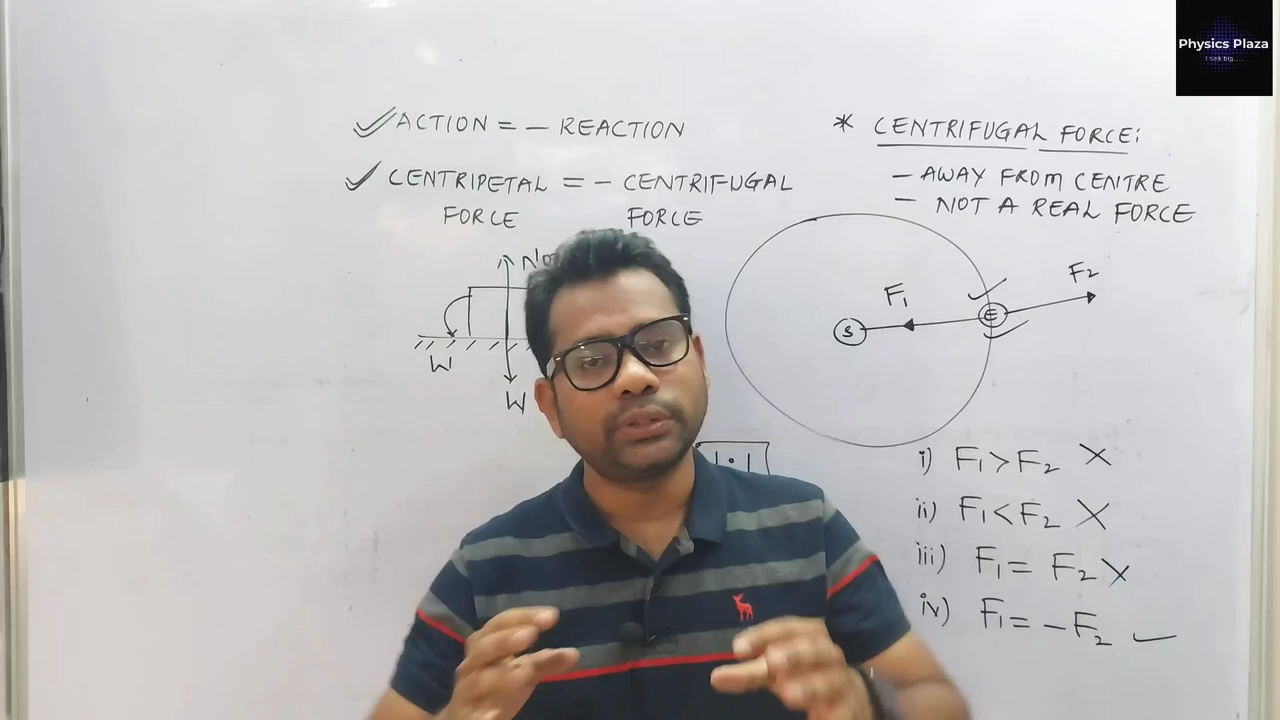 Physics Plaza
✓ ACTION = - REACTION
✓ CENTRIPETAL = - CENTRIFUGAL
FORCE FORCE
W
W
* CENTRIFUGAL FORCE:
- AWAY FROM CENTRE
- NOT A REAL FORCE
F₁
F₂
S
E
i) F₁ > F₂ ×
ii) F₁ < F₂ ×
iii) F₁ = F₂ ×
iv) F₁ = - F₂ ✓